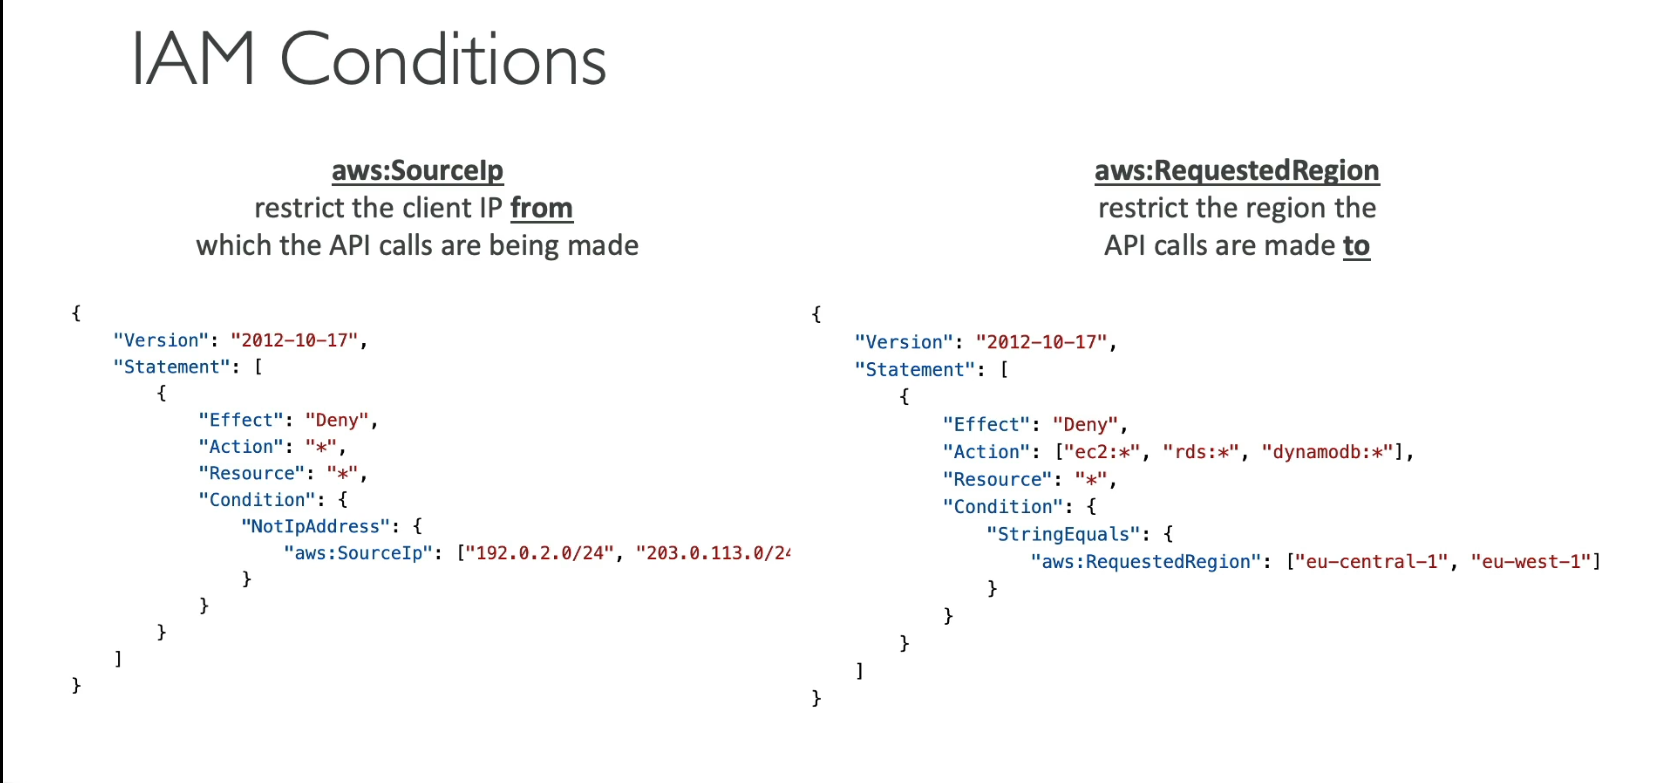 IAM Conditions
aws:SourceIp
restrict the client IP from
which the API calls are being made
{
    "Version": "2012-10-17",
    "Statement": [
        {
            "Effect": "Deny",
            "Action": "*",
            "Resource": "*",
            "Condition": {
                "NotIpAddress": {
                    "aws:SourceIp": ["192.0.2.0/24", "203.0.113.0/24
                }
            }
        }
    ]
}
aws:RequestedRegion
restrict the region the
API calls are made to
{
    "Version": "2012-10-17",
    "Statement": [
        {
            "Effect": "Deny",
            "Action": ["ec2:*", "rds:*", "dynamodb:*"],
            "Resource": "*",
            "Condition": {
                "StringEquals": {
                    "aws:RequestedRegion": ["eu-central-1", "eu-west-1"]
                }
            }
        }
    ]
}